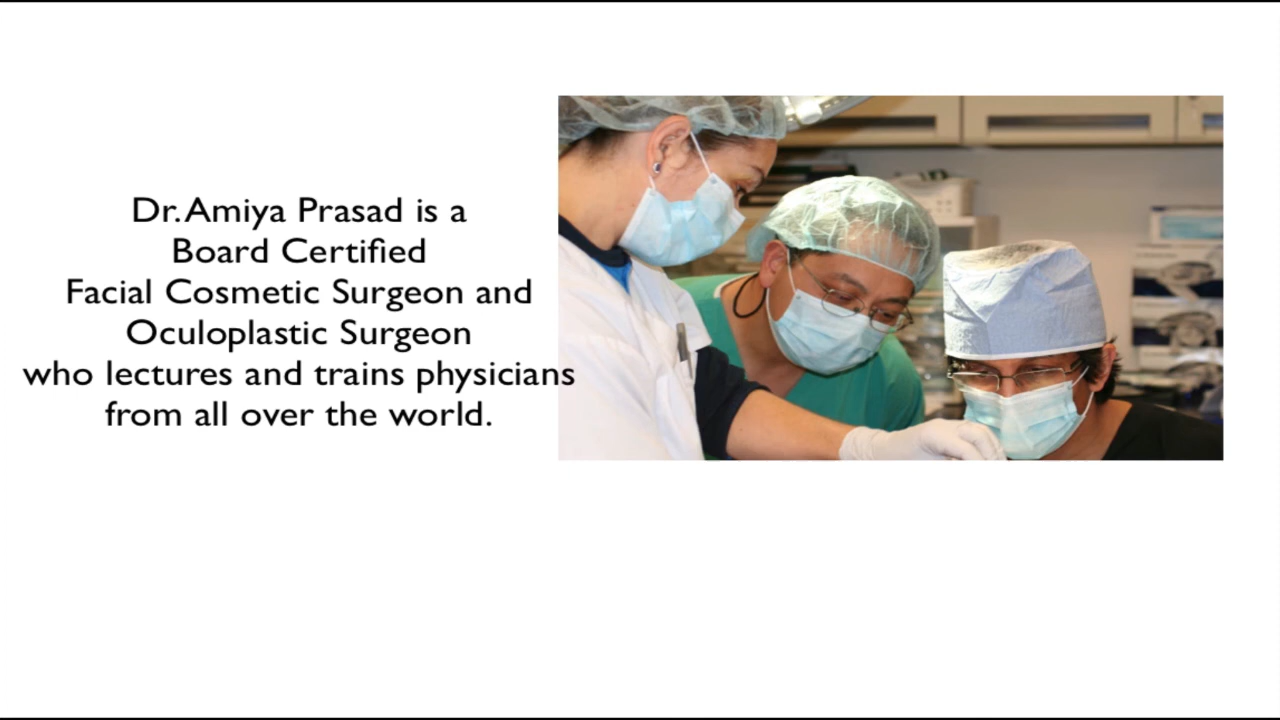 Dr. Amiya Prasad is a
Board Certified
Facial Cosmetic Surgeon and
Oculoplastic Surgeon
who lectures and trains physicians
from all over the world.